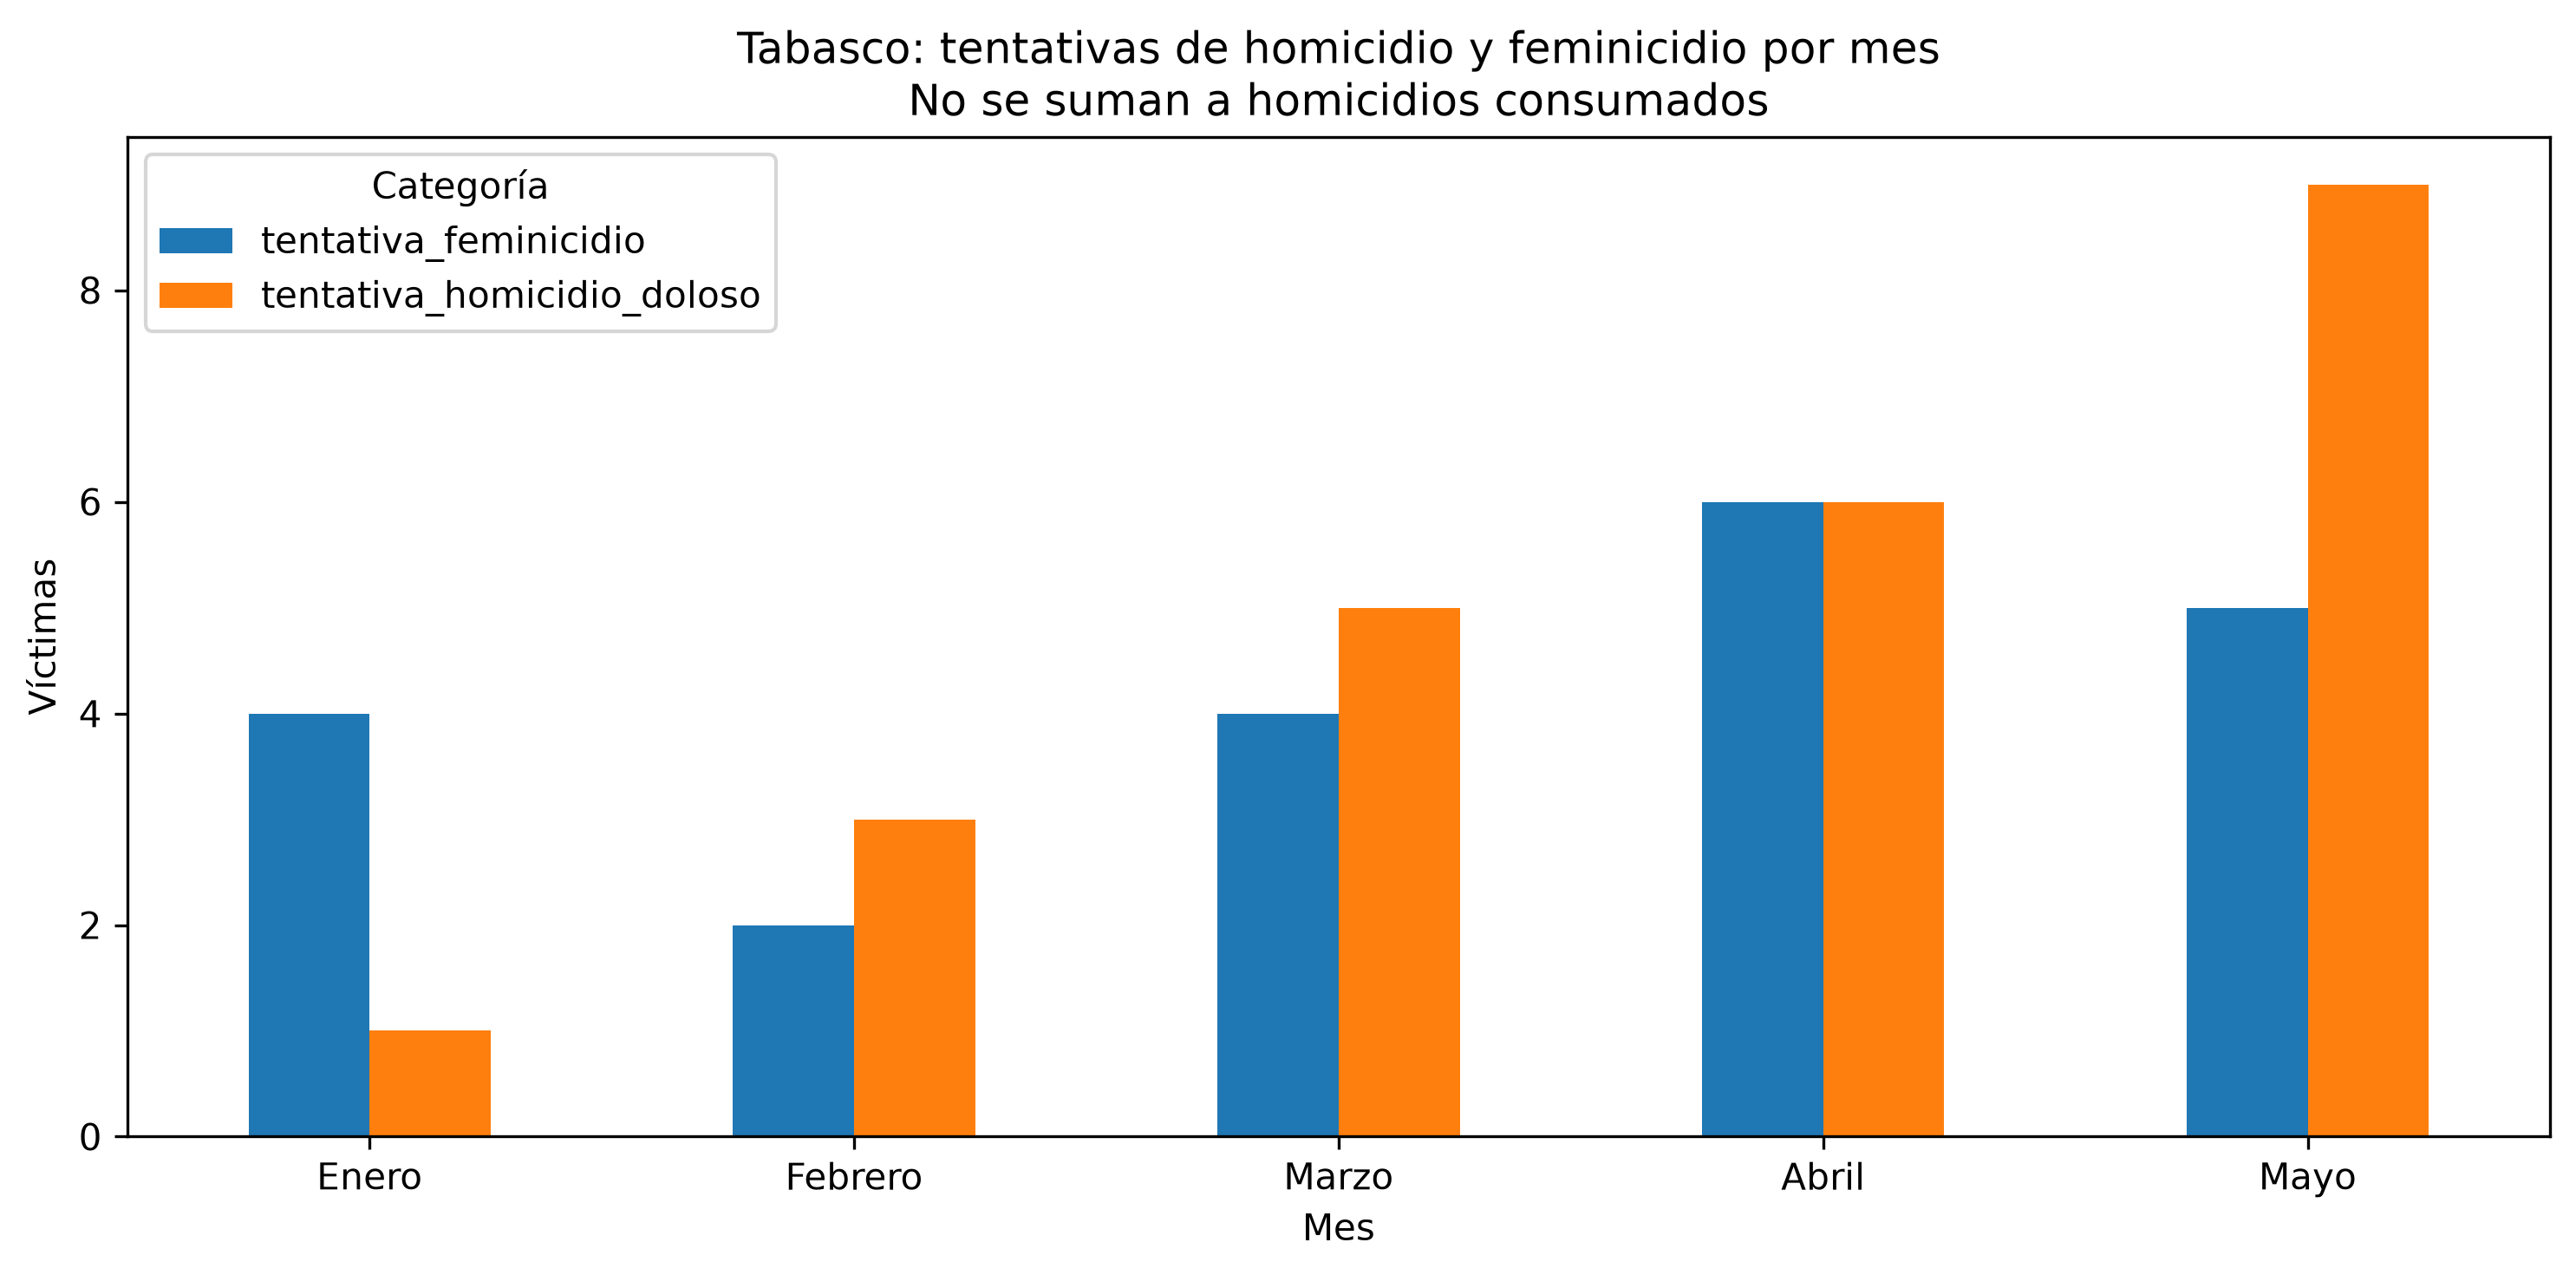 Tabasco: tentativas de homicidio y feminicidio por mes
No se suman a homicidios consumados
Categoría
tentativa_feminicidio
tentativa_homicidio_doloso
8
6
4
2
0
Víctimas
Enero
Febrero
Marzo
Abril
Mayo
Mes